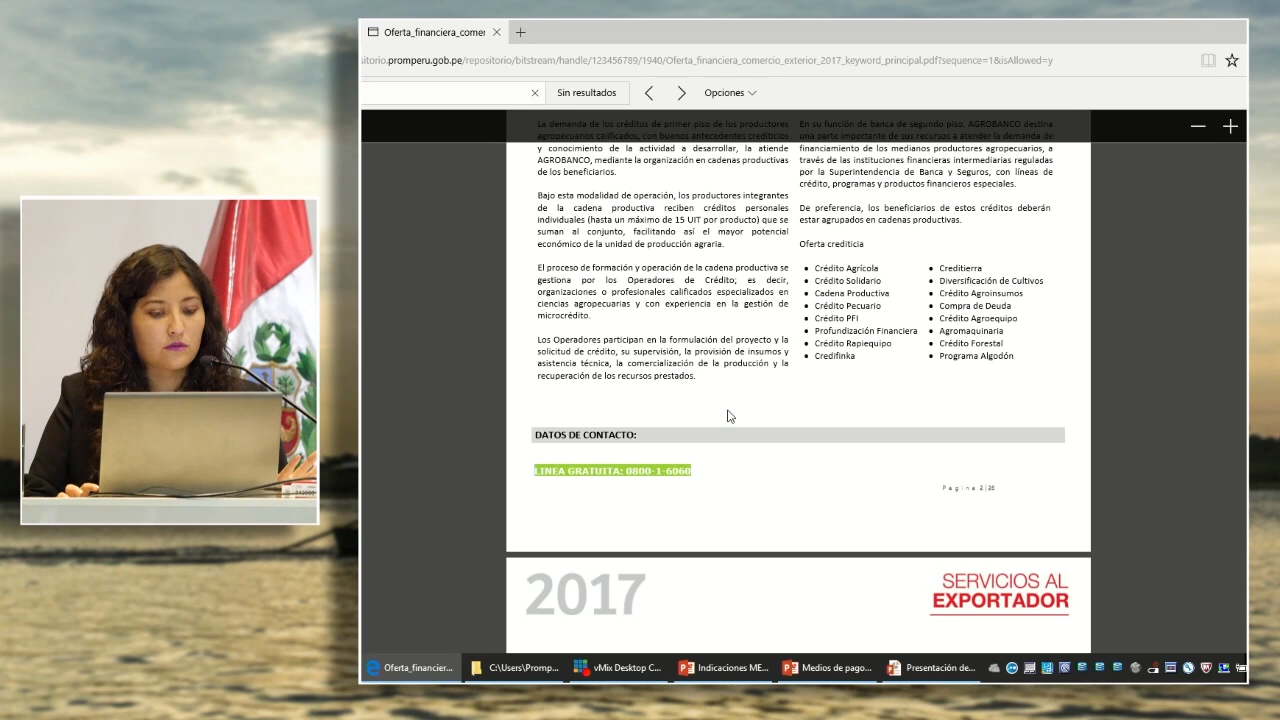 Oferta_financiera_comer
itorio.promperu.gob.pe/repositorio/bitstream/handle/123456789/1940/Oferta_financiera_comercio_exterior_2017_keyword_principal.pdf?sequence=1&isAllowed=y
Sin resultados
Opciones
La demanda de los créditos de primer piso de los productores
agropecuarios calificados, con buenos antecedentes crediticios
y conocimiento de la actividad a desarrollar, la atiende
AGROBANCO, mediante la organización en cadenas productivas
de los beneficiarios.
Bajo esta modalidad de operación, los productores integrantes
de la cadena productiva reciben créditos personales
individuales (hasta un máximo de 15 UIT por producto) que se
suman al conjunto, facilitando así el mayor potencial
económico de la unidad de producción agraria.
El proceso de formación y operación de la cadena productiva se
gestiona por los Operadores de Crédito; es decir,
organizaciones o profesionales calificados especializados en
ciencias agropecuarias y con experiencia en la gestión de
microcrédito.
Los Operadores participan en la formulación del proyecto y la
solicitud de crédito, su supervisión, la provisión de insumos y
asistencia técnica, la comercialización de la producción y la
recuperación de los recursos prestados.
En su función de banca de segundo piso, AGROBANCO destina
una parte importante de sus recursos a atender la demanda de
financiamiento de los medianos productores agropecuarios, a
través de las instituciones financieras intermediarias reguladas
por la Superintendencia de Banca y Seguros, con líneas de
crédito, programas y productos financieros especiales.
De preferencia, los beneficiarios de estos créditos deberán
estar agrupados en cadenas productivas.
Oferta crediticia
• Crédito Agrícola
• Crédito Solidario
• Cadena Productiva
• Crédito Pecuario
• Crédito PFI
• Profundización Financiera
• Crédito Rapiequipo
• Credifinka
• Creditierra
• Diversificación de Cultivos
• Crédito Agroinsumos
• Compra de Deuda
• Crédito Agroequipo
• Agromaquinaria
• Crédito Forestal
• Programa Algodón
DATOS DE CONTACTO:
LINEA GRATUITA: 0800-1-6060
Página 2|26
2017
SERVICIOS AL
EXPORTADOR
Oferta_financier...
C:\Users\Promp...
vMix Desktop C...
Indicaciones ME...
Medios de pago...
Presentación de...